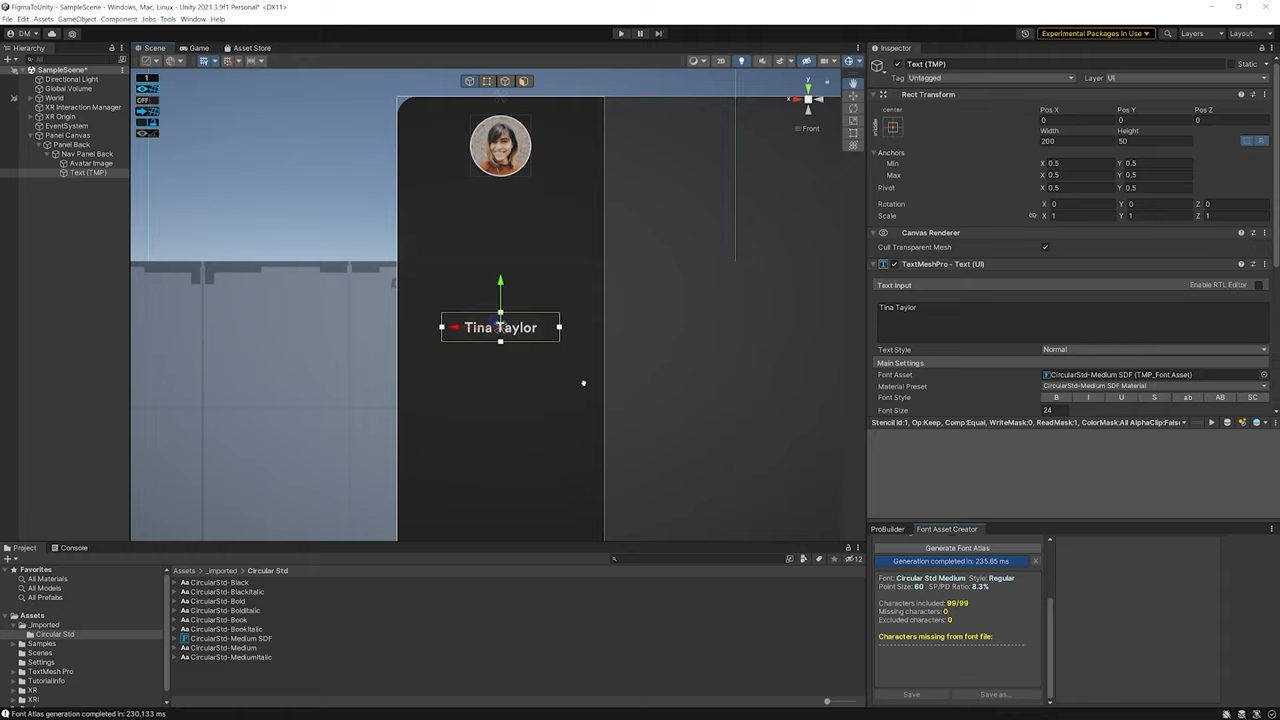 FigmaToUnity - SampleScene - Windows, Mac, Linux - Unity 2021.3.9f1 Personal* <DX11>
File Edit Assets GameObject Component Jobs Tools Window Help
DM
Experimental Packages In Use
Layers
Layout
Hierarchy
Scene
Game
Asset Store
Inspector
All
SampleScene*
Directional Light
Global Volume
World
XR Interaction Manager
XR Origin
EventSystem
Panel Canvas
Panel Back
Nav Panel Back
Avatar Image
Text (TMP)
2D
1
OFF
y
x
Front
Tina Taylor
Text (TMP)
Static
Tag Untagged
Layer UI
Rect Transform
center
middle
Pos X Pos Y Pos Z
0 0 0
Width Height
200 50
Anchors
Min X 0.5 Y 0.5
Max X 0.5 Y 0.5
Pivot X 0.5 Y 0.5
Rotation X 0 Y 0 Z 0
Scale X 1 Y 1 Z 1
Canvas Renderer
Cull Transparent Mesh
TextMeshPro - Text (UI)
Text Input
Enable RTL Editor
Tina Taylor
Text Style Normal
Main Settings
Font Asset CircularStd-Medium SDF (TMP_Font Asset)
Material Preset CircularStd-Medium SDF Material
Font Style B I U S ab AB SC
Font Size 24
Stencil Id:1, Op:Keep, Comp:Equal, WriteMask:0, ReadMask:1, ColorMask:All AlphaClip:False
ProBuilder
Font Asset Creator
Generate Font Atlas
Generation completed in: 235.65 ms
X
Font: Circular Std Medium Style: Regular
Point Size: 60 SP/PD Ratio: 8.3%
Characters included: 99/99
Missing characters: 0
Excluded characters: 0
Characters missing from font file:
Save
Save as...
Project
Console
12
Favorites
All Materials
All Models
All Prefabs
Assets
_Imported
Circular Std
Samples
Scenes
Settings
TextMesh Pro
TutorialInfo
XR
XRI
Assets > _Imported > Circular Std
CircularStd-Black
CircularStd-BlackItalic
CircularStd-Bold
CircularStd-BoldItalic
CircularStd-Book
CircularStd-BookItalic
CircularStd-Medium SDF
CircularStd-Medium
CircularStd-MediumItalic
Font Atlas generation completed in: 230.133 ms